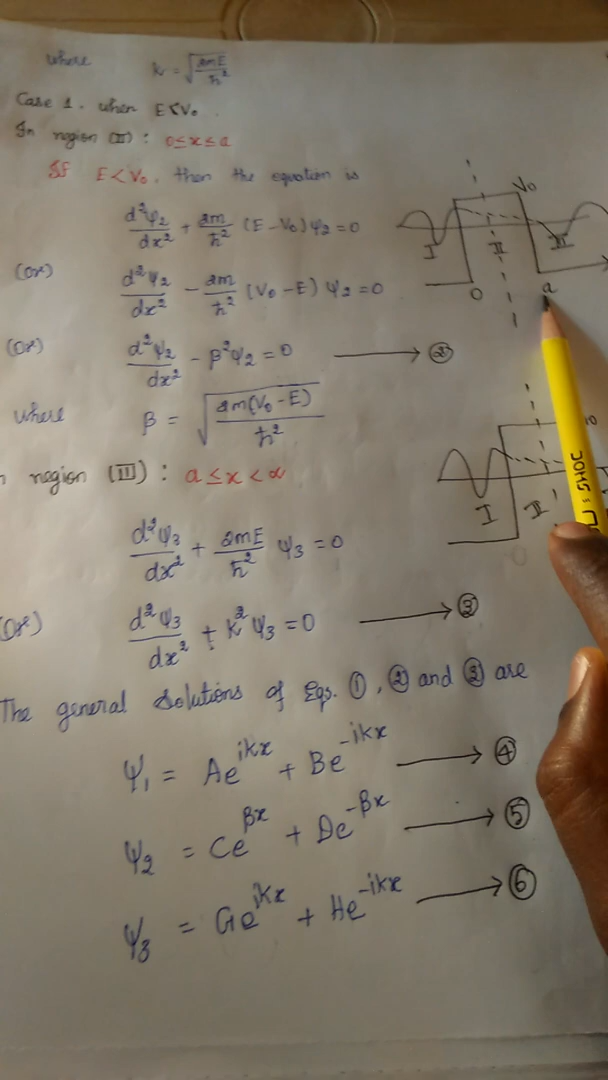 where k = √(2mE/ħ²)
Case 1. when E<V₀.
In region (II) : 0≤x≤a
If E<V₀, then the equation is
d²ψ₂/dx² + 2m/ħ² (E-V₀)ψ₂ = 0
(or) d²ψ₂/dx² - 2m/ħ² (V₀-E) ψ₂ = 0
(or) d²ψ₂/dx² - β²ψ₂ = 0 ⟶ ②
where β = √(2m(V₀-E)/ħ²)
n region (III) : a≤x<∝
d²ψ₃/dx² + 2mE/ħ² ψ₃ = 0
(or) d²ψ₃/dx² + k²ψ₃ = 0 ⟶ ③
The general solutions of Eqs. ①, ② and ③ are
ψ₁ = Ae^ikx + Be^-ikx ⟶ ④
ψ₂ = Ce^βx + De^-βx ⟶ ⑤
ψ₃ = Ge^ikx + He^-ikx ⟶ ⑥
V₀
I II III
0 a
I II
0